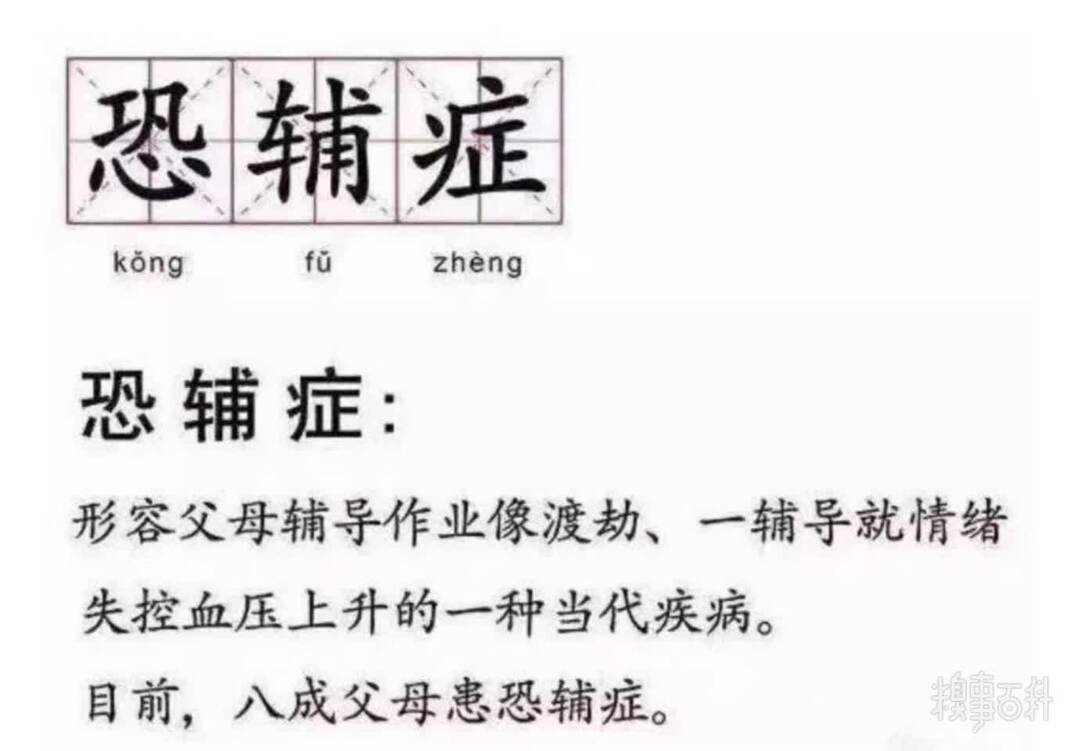 恐辅症
kǒng fǔ zhèng
恐辅症：
形容父母辅导作业像渡劫、一辅导就情绪
失控血压上升的一种当代疾病。
目前，八成父母患恐辅症。
糗事百科